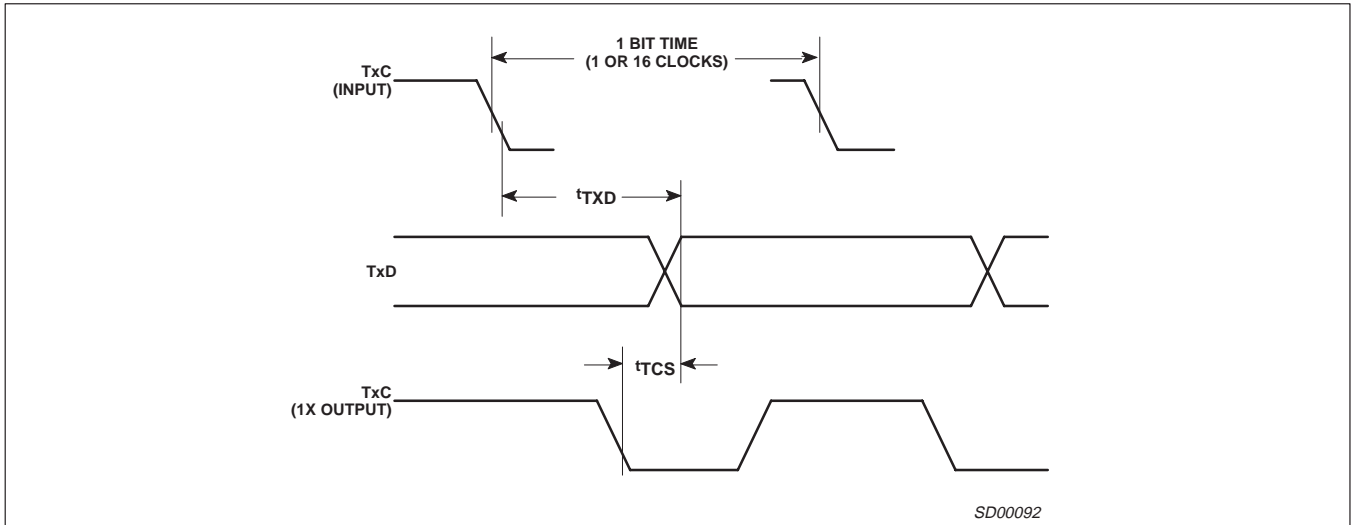 1 BIT TIME
(1 OR 16 CLOCKS)
TxC
(INPUT)
tTXD
TxD
tTCS
TxC
(1X OUTPUT)
SD00092